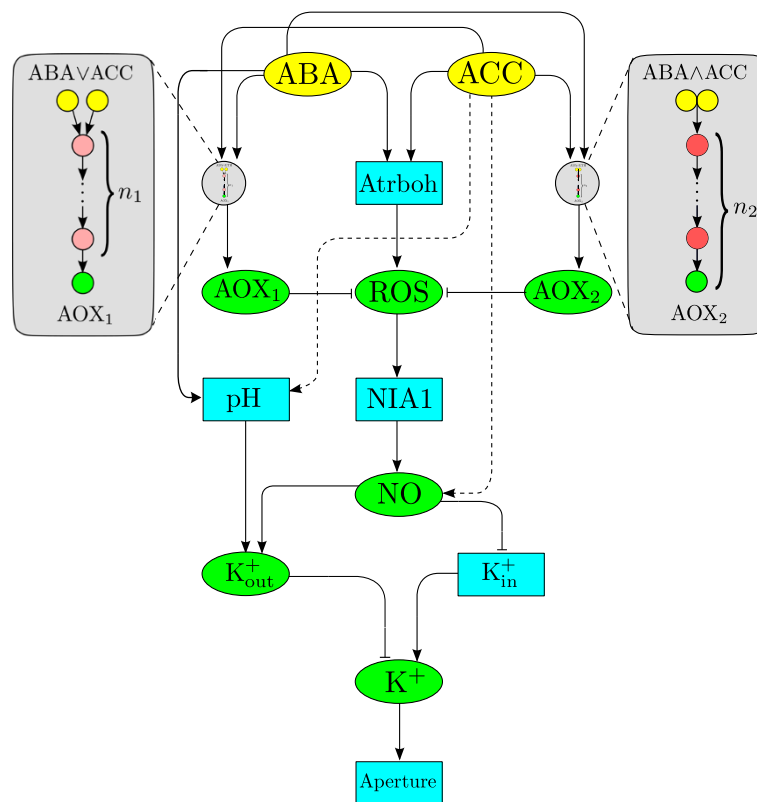 ABA∨ACC
ABA
ACC
ABA∧ACC
n₁
Atrboh
n₂
AOX₁
AOX₁
ROS
AOX₂
AOX₂
pH
NIA1
NO
K⁺out
K⁺in
K⁺
Aperture